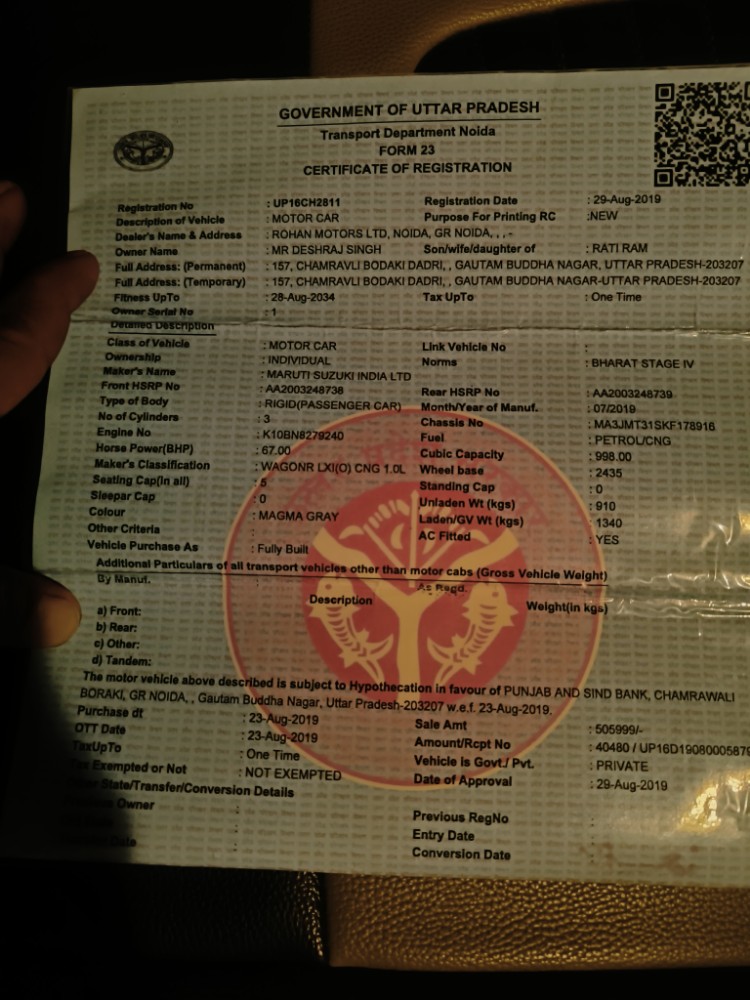 GOVERNMENT OF UTTAR PRADESH
Transport Department Noida
FORM 23
CERTIFICATE OF REGISTRATION
Registration No : UP16CH2811 Registration Date : 29-Aug-2019
Description of Vehicle : MOTOR CAR Purpose For Printing RC :NEW
Dealer's Name & Address : ROHAN MOTORS LTD, NOIDA, GR NOIDA, , , -
Owner Name : MR DESHRAJ SINGH Son/wife/daughter of : RATI RAM
Full Address: (Permanent) : 157, CHAMRAVLI BODAKI DADRI, , GAUTAM BUDDHA NAGAR, UTTAR PRADESH-203207
Full Address: (Temporary) : 157, CHAMRAVLI BODAKI DADRI, , GAUTAM BUDDHA NAGAR-UTTAR PRADESH-203207
Fitness UpTo : 28-Aug-2034 Tax UpTo : One Time
Owner Serial No : 1
Detailed Description
Class of Vehicle : MOTOR CAR Link Vehicle No :
Ownership : INDIVIDUAL Norms : BHARAT STAGE IV
Maker's Name : MARUTI SUZUKI INDIA LTD
Front HSRP No : AA2003248738 Rear HSRP No : AA2003248739
Type of Body : RIGID(PASSENGER CAR) Month/Year of Manuf. : 07/2019
No of Cylinders : 3 Chassis No : MA3JMT31SKF178916
Engine No : K10BN8279240 Fuel : PETROL/CNG
Horse Power(BHP) : 67.00 Cubic Capacity : 998.00
Maker's Classification : WAGONR LXI(O) CNG 1.0L Wheel base : 2435
Seating Cap(in all) : 5 Standing Cap : 0
Sleepar Cap : 0 Unladen Wt (kgs) : 910
Colour : MAGMA GRAY Laden/GV Wt (kgs) : 1340
Other Criteria : AC Fitted : YES
Vehicle Purchase As : Fully Built
Additional Particulars of all transport vehicles other than motor cabs (Gross Vehicle Weight)
By Manuf. : As Regd.
Description Weight(in kgs)
a) Front:
b) Rear:
c) Other:
d) Tandem:
The motor vehicle above described is subject to Hypothecation in favour of PUNJAB AND SIND BANK, CHAMRAWALI
BORAKI, GR NOIDA, , Gautam Buddha Nagar, Uttar Pradesh-203207 w.e.f. 23-Aug-2019.
Purchase dt : 23-Aug-2019 Sale Amt : 505999/-
OTT Date : 23-Aug-2019 Amount/Rcpt No : 40480 / UP16D19080005879
TaxUpTo : One Time Vehicle is Govt./ Pvt. : PRIVATE
Exempted or Not : NOT EXEMPTED Date of Approval : 29-Aug-2019
State/Transfer/Conversion Details
Owner : Previous RegNo :
: Entry Date :
: Conversion Date :